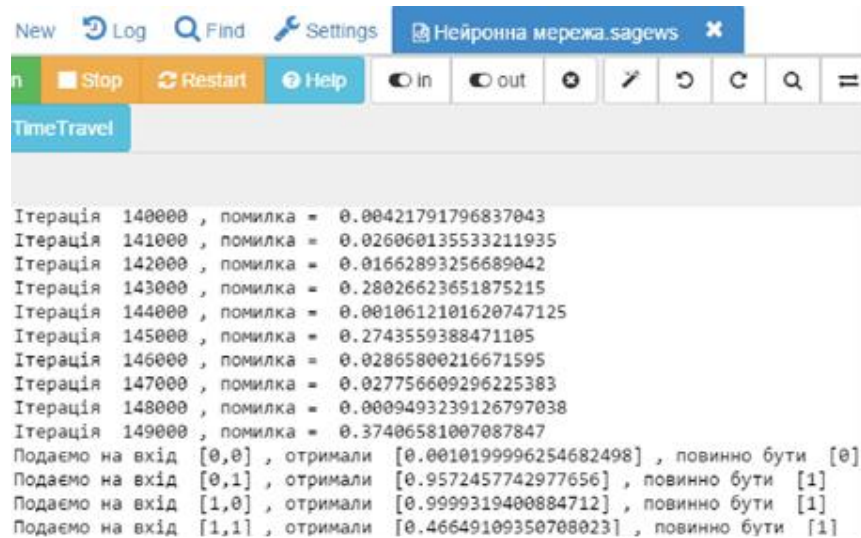 New Log Find Settings Нейронна мережа.sagews
n Stop Restart Help in out
TimeTravel
Ітерація 140000 , помилка = 0.00421791796837043
Ітерація 141000 , помилка = 0.026060135533211935
Ітерація 142000 , помилка = 0.01662893256689042
Ітерація 143000 , помилка = 0.28026623651875215
Ітерація 144000 , помилка = 0.0010612101620747125
Ітерація 145000 , помилка = 0.2743559388471105
Ітерація 146000 , помилка = 0.02865800216671595
Ітерація 147000 , помилка = 0.027756609296225383
Ітерація 148000 , помилка = 0.0009493239126797038
Ітерація 149000 , помилка = 0.37406581007087847
Подаємо на вхід [0,0] , отримали [0.0010199996254682498] , повинно бути [0]
Подаємо на вхід [0,1] , отримали [0.9572457742977656] , повинно бути [1]
Подаємо на вхід [1,0] , отримали [0.9999319400884712] , повинно бути [1]
Подаємо на вхід [1,1] , отримали [0.46649109350708023] , повинно бути [1]